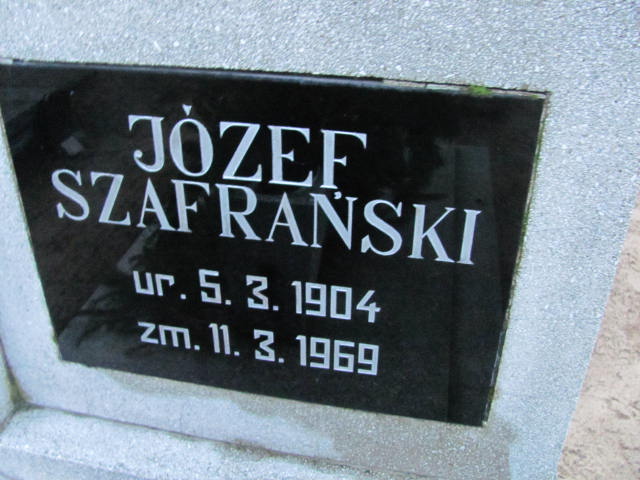 JÓZEF
SZAFRAŃSKI
ur. 5. 3. 1904
zm. 11. 3. 1969